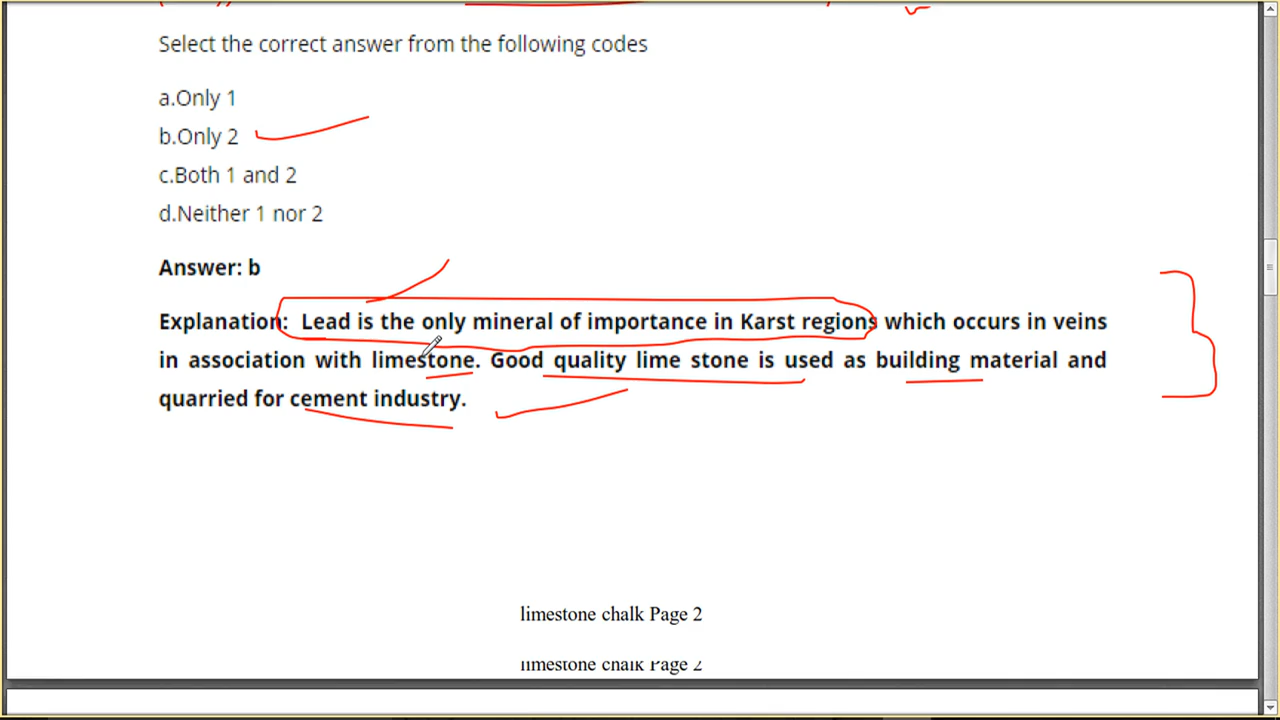 Select the correct answer from the following codes
a.Only 1
b.Only 2
c.Both 1 and 2
d.Neither 1 nor 2
Answer: b
Explanation: Lead is the only mineral of importance in Karst regions which occurs in veins
in association with limestone. Good quality lime stone is used as building material and
quarried for cement industry.
limestone chalk Page 2
limestone chalk Page 2